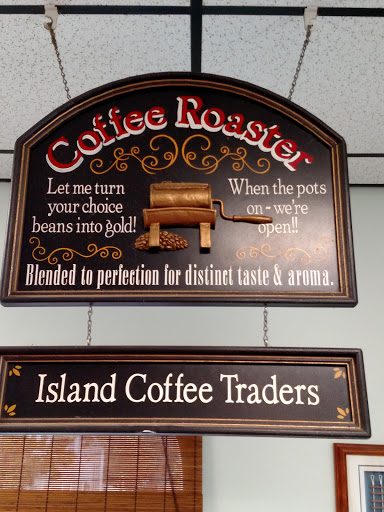 Coffee Roaster
Let me turn
your choice
beans into gold!
When the pots
on - we're
open!!
Blended to perfection for distinct taste & aroma.
Island Coffee Traders